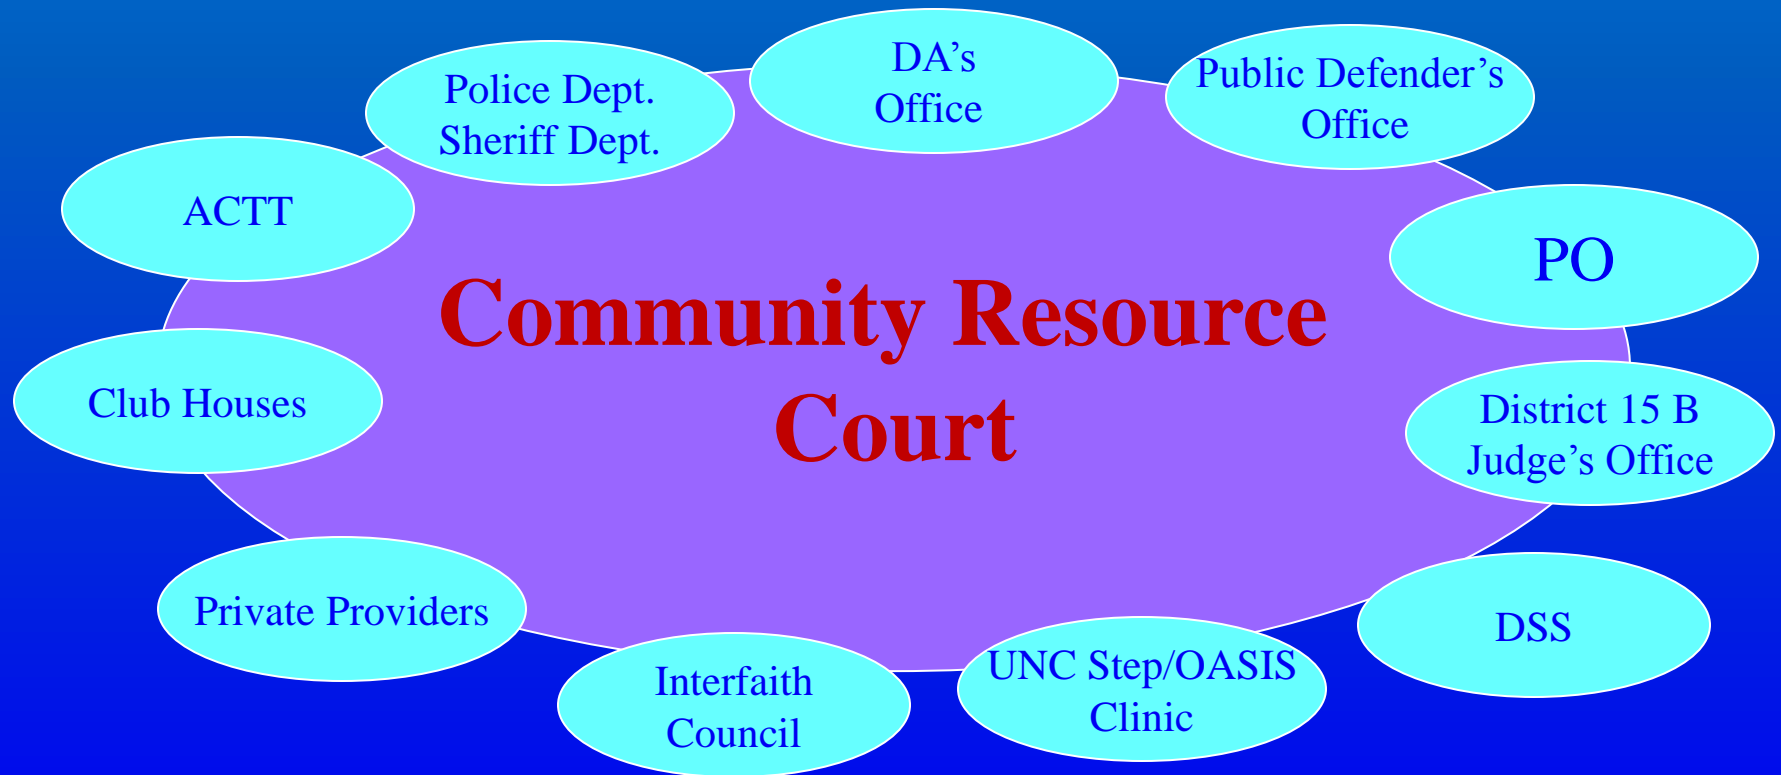 DA’s
Office
Public Defender’s
Office
Police Dept.
Sheriff Dept.
ACTT
PO
Community Resource
Court
Club Houses
District 15 B
Judge’s Office
Private Providers
DSS
Interfaith
Council
UNC Step/OASIS
Clinic